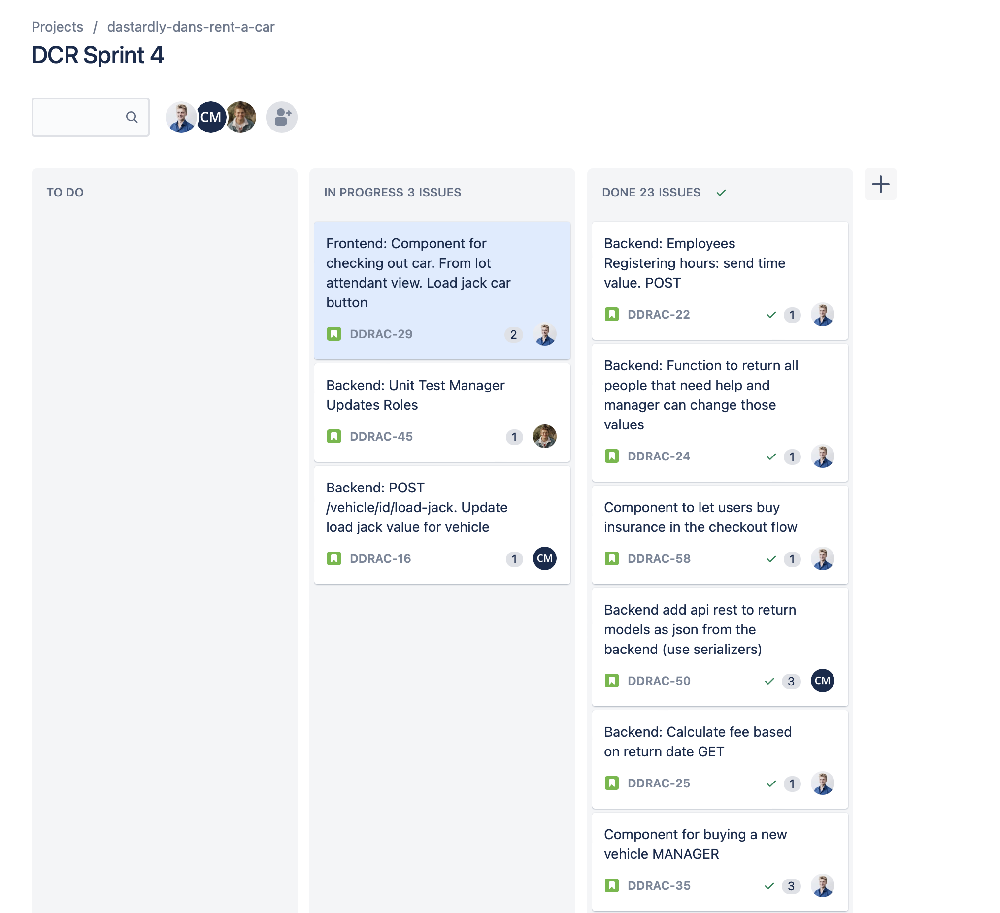 Projects / dastardly-dans-rent-a-car
DCR Sprint 4
CM
TO DO
IN PROGRESS 3 ISSUES
Frontend: Component for
checking out car. From lot
attendant view. Load jack car
button
DDRAC-29 2
Backend: Unit Test Manager
Updates Roles
DDRAC-45 1
Backend: POST
/vehicle/id/load-jack. Update
load jack value for vehicle
DDRAC-16 1 CM
DONE 23 ISSUES
Backend: Employees
Registering hours: send time
value. POST
DDRAC-22 1
Backend: Function to return all
people that need help and
manager can change those
values
DDRAC-24 1
Component to let users buy
insurance in the checkout flow
DDRAC-58 1
Backend add api rest to return
models as json from the
backend (use serializers)
DDRAC-50 3 CM
Backend: Calculate fee based
on return date GET
DDRAC-25 1
Component for buying a new
vehicle MANAGER
DDRAC-35 3